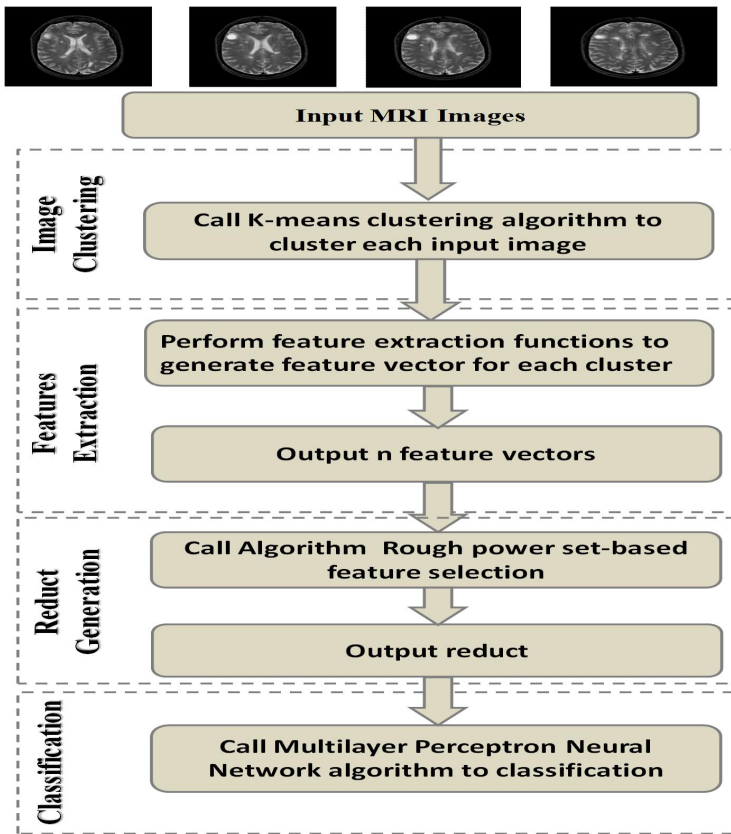 Input MRI Images
Image
Clustering
Call K-means clustering algorithm to
cluster each input image
Features
Extraction
Perform feature extraction functions to
generate feature vector for each cluster
Output n feature vectors
Reduct
Generation
Call Algorithm Rough power set-based
feature selection
Output reduct
Classification
Call Multilayer Perceptron Neural
Network algorithm to classification